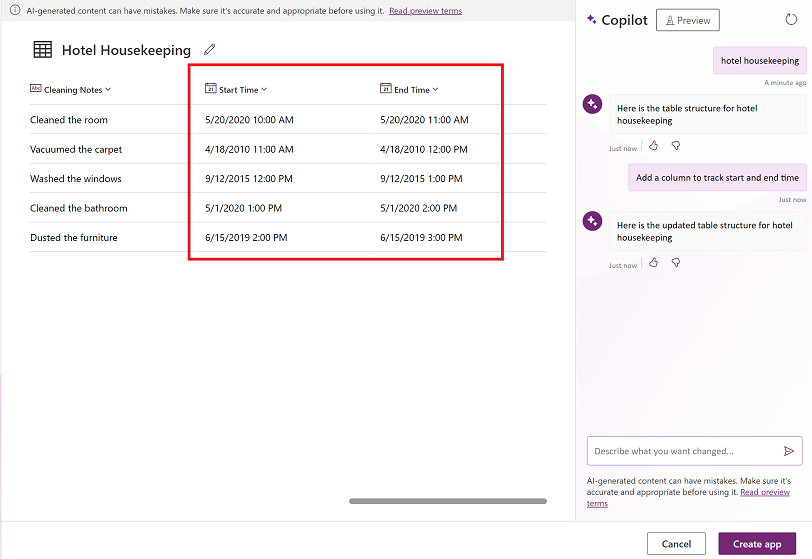 AI-generated content can have mistakes. Make sure it's accurate and appropriate before using it. Read preview terms
Hotel Housekeeping
Abc Cleaning Notes
21 Start Time
21 End Time
Cleaned the room 5/20/2020 10:00 AM 5/20/2020 11:00 AM
Vacuumed the carpet 4/18/2010 11:00 AM 4/18/2010 12:00 PM
Washed the windows 9/12/2015 12:00 PM 9/12/2015 1:00 PM
Cleaned the bathroom 5/1/2020 1:00 PM 5/1/2020 2:00 PM
Dusted the furniture 6/15/2019 2:00 PM 6/15/2019 3:00 PM
Copilot Preview
hotel housekeeping
A minute ago
Here is the table structure for hotel
housekeeping
Just now
Add a column to track start and end time
Just now
Here is the updated table structure for hotel
housekeeping
Just now
Describe what you want changed...
AI-generated content can have mistakes. Make sure it's
accurate and appropriate before using it. Read preview
terms
Cancel Create app